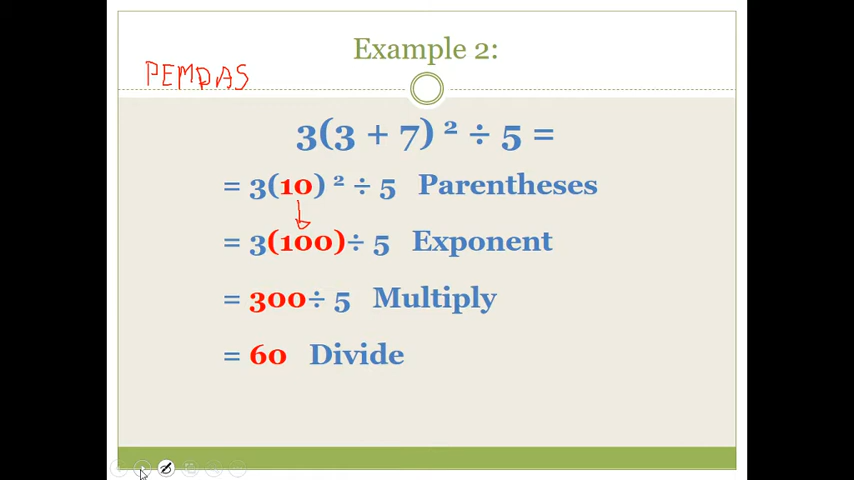 Example 2:
PEMDAS
3(3 + 7) ² ÷ 5 =
= 3(10) ² ÷ 5 Parentheses
= 3(100)÷ 5 Exponent
= 300÷ 5 Multiply
= 60 Divide